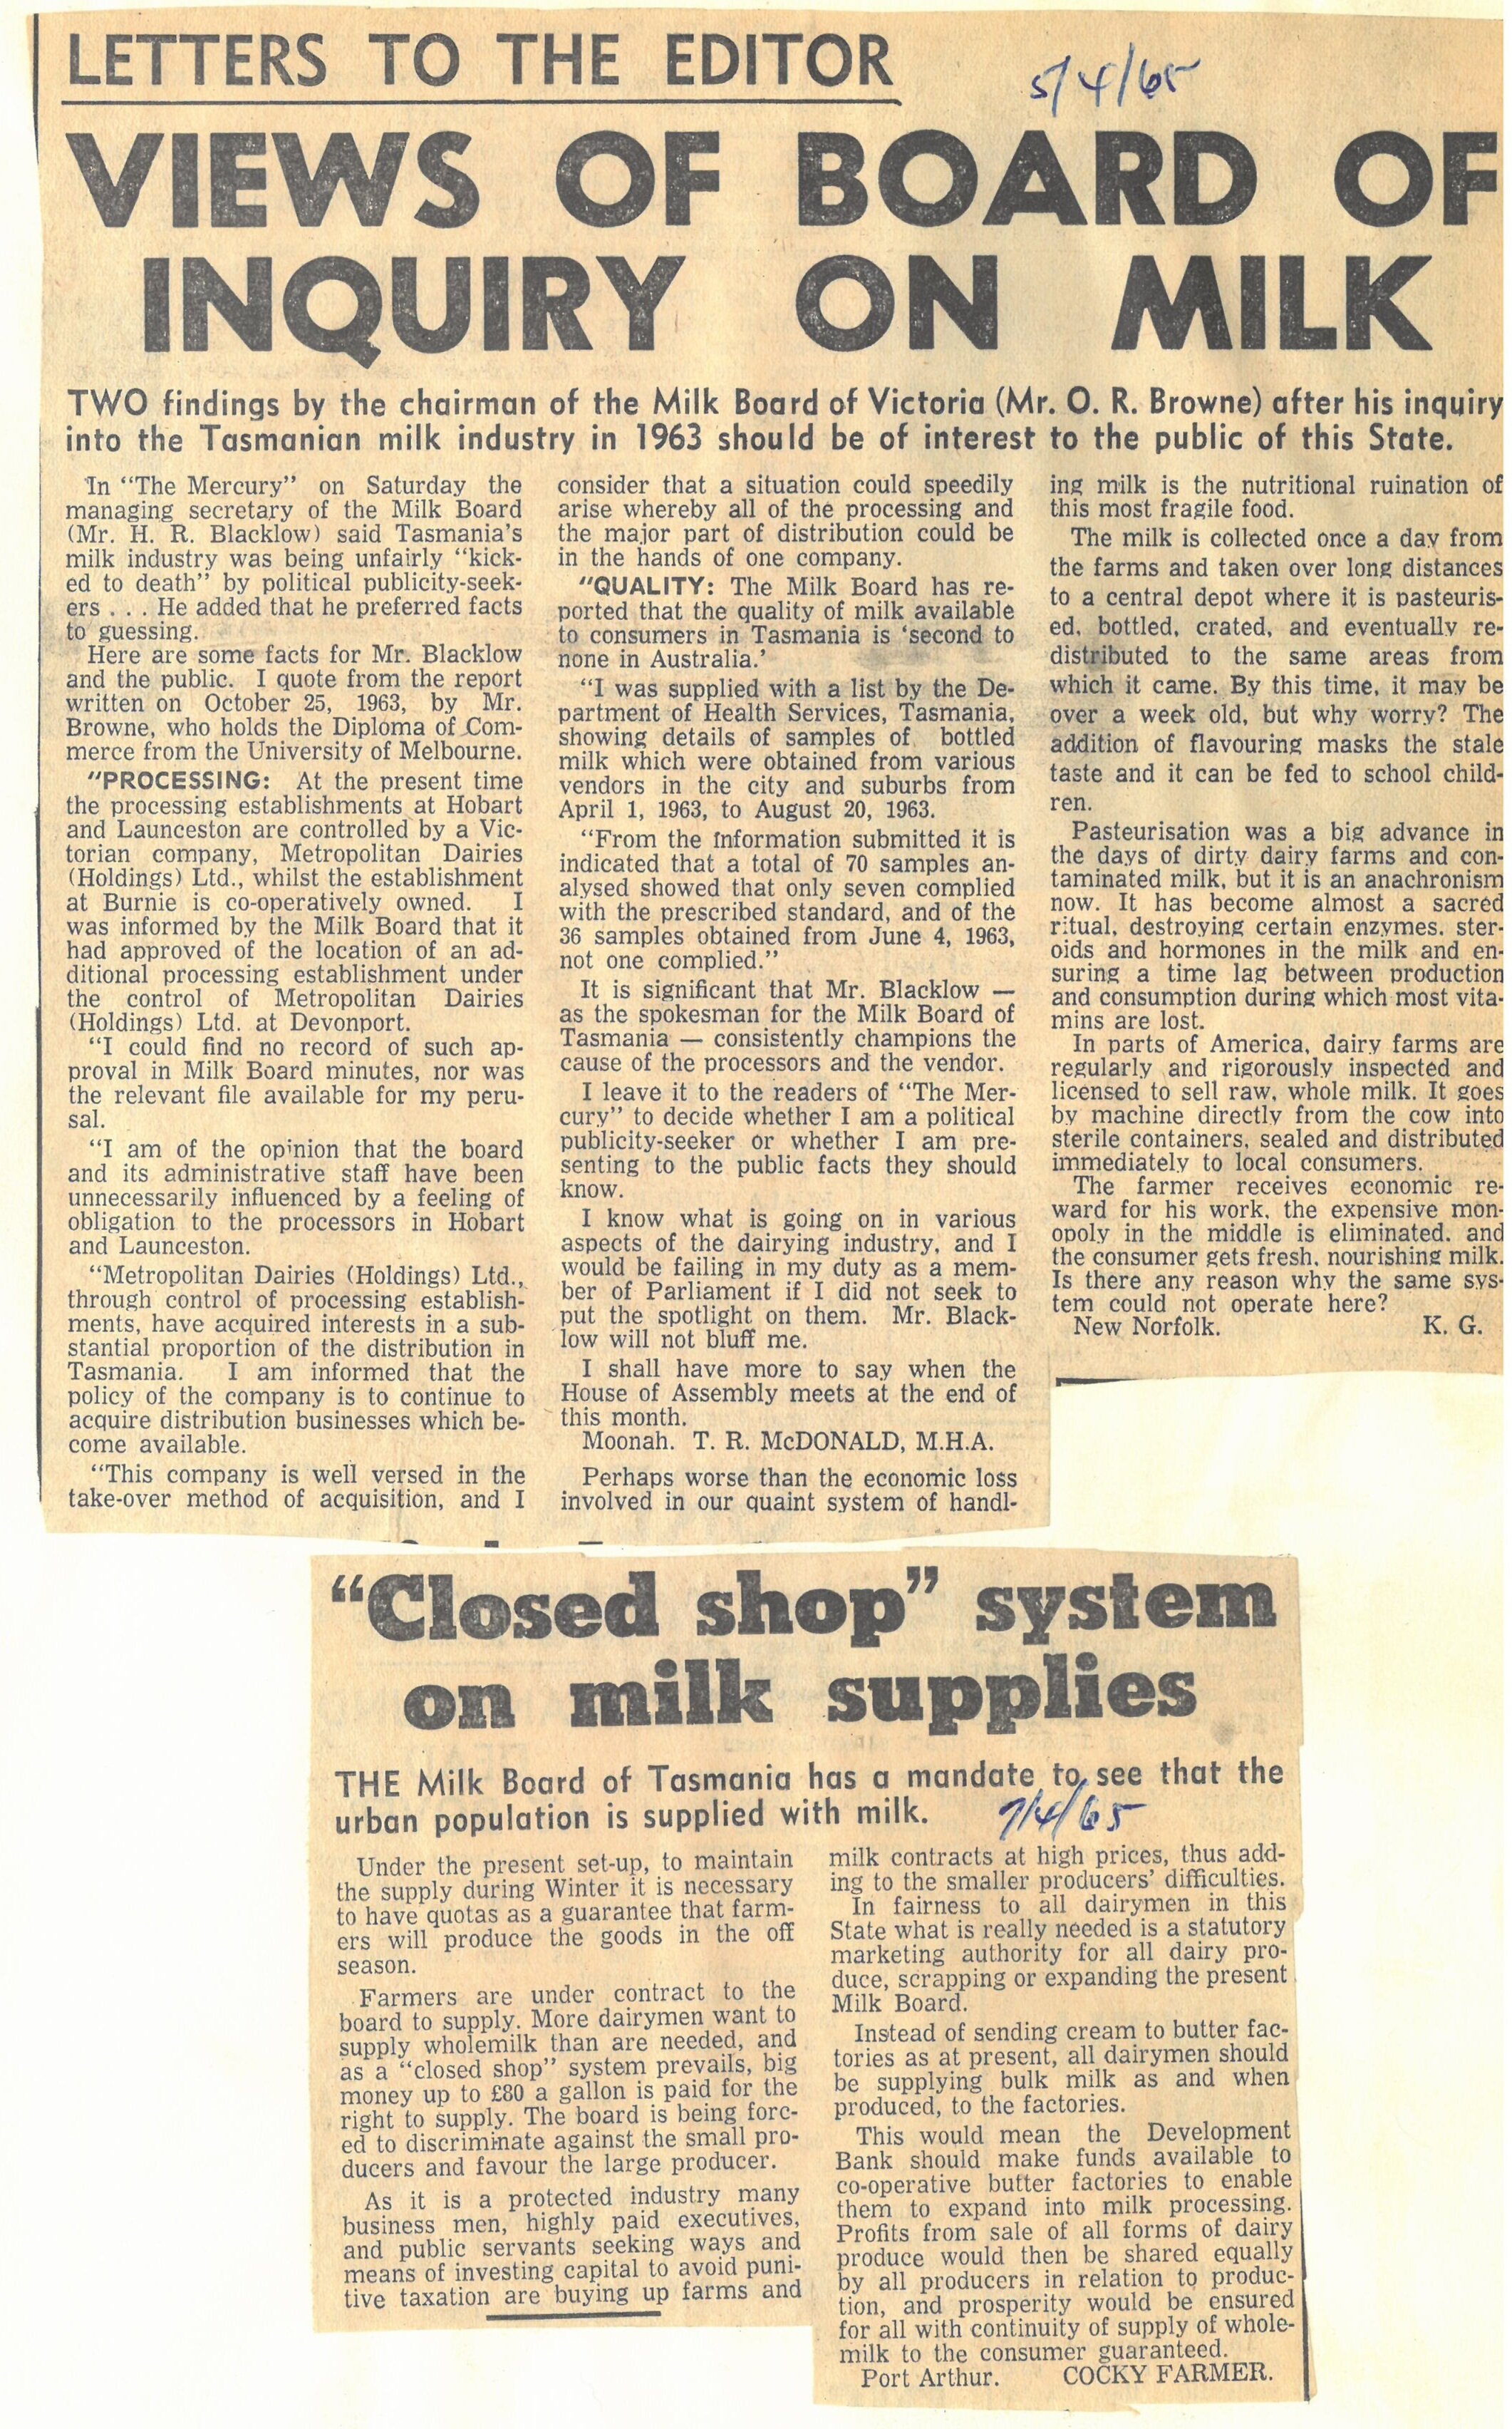 LETTERS TO THE EDITOR
5/4/65
VIEWS OF BOARD OF
INQUIRY ON MILK
TWO findings by the chairman of the Milk Board of Victoria (Mr. O. R. Browne) after his inquiry
into the Tasmanian milk industry in 1963 should be of interest to the public of this State.
In "The Mercury" on Saturday the
managing secretary of the Milk Board
(Mr. H. R. Blacklow) said Tasmania's
milk industry was being unfairly "kick-
ed to death" by political publicity-seek-
ers . . . He added that he preferred facts
to guessing.
Here are some facts for Mr. Blacklow
and the public. I quote from the report
written on October 25, 1963, by Mr.
Browne, who holds the Diploma of Com-
merce from the University of Melbourne.
"PROCESSING: At the present time
the processing establishments at Hobart
and Launceston are controlled by a Vic-
torian company, Metropolitan Dairies
(Holdings) Ltd., whilst the establishment
at Burnie is co-operatively owned. I
was informed by the Milk Board that it
had approved of the location of an ad-
ditional processing establishment under
the control of Metropolitan Dairies
(Holdings) Ltd. at Devonport.
"I could find no record of such ap-
proval in Milk Board minutes, nor was
the relevant file available for my peru-
sal.
"I am of the opinion that the board
and its administrative staff have been
unnecessarily influenced by a feeling of
obligation to the processors in Hobart
and Launceston.
"Metropolitan Dairies (Holdings) Ltd.,
through control of processing establish-
ments, have acquired interests in a sub-
stantial proportion of the distribution in
Tasmania. I am informed that the
policy of the company is to continue to
acquire distribution businesses which be-
come available.
"This company is well versed in the
take-over method of acquisition, and I
consider that a situation could speedily
arise whereby all of the processing and
the major part of distribution could be
in the hands of one company.
"QUALITY: The Milk Board has re-
ported that the quality of milk available
to consumers in Tasmania is 'second to
none in Australia.'
"I was supplied with a list by the De-
partment of Health Services, Tasmania,
showing details of samples of bottled
milk which were obtained from various
vendors in the city and suburbs from
April 1, 1963, to August 20, 1963.
"From the Information submitted it is
indicated that a total of 70 samples an-
alysed showed that only seven complied
with the prescribed standard, and of the
36 samples obtained from June 4, 1963,
not one complied."
It is significant that Mr. Blacklow —
as the spokesman for the Milk Board of
Tasmania — consistently champions the
cause of the processors and the vendor.
I leave it to the readers of "The Mer-
cury" to decide whether I am a political
publicity-seeker or whether I am pre-
senting to the public facts they should
know.
I know what is going on in various
aspects of the dairying industry, and I
would be failing in my duty as a mem-
ber of Parliament if I did not seek to
put the spotlight on them. Mr. Black-
low will not bluff me.
I shall have more to say when the
House of Assembly meets at the end of
this month.
Moonah. T. R. McDONALD, M.H.A.
Perhaps worse than the economic loss
involved in our quaint system of handl-
ing milk is the nutritional ruination of
this most fragile food.
The milk is collected once a day from
the farms and taken over long distances
to a central depot where it is pasteuris-
ed, bottled, crated, and eventually re-
distributed to the same areas from
which it came. By this time, it may be
over a week old, but why worry? The
addition of flavouring masks the stale
taste and it can be fed to school child-
ren.
Pasteurisation was a big advance in
the days of dirty dairy farms and con-
taminated milk, but it is an anachronism
now. It has become almost a sacred
ritual, destroying certain enzymes, ster-
oids and hormones in the milk and en-
suring a time lag between production
and consumption during which most vita-
mins are lost.
In parts of America, dairy farms are
regularly and rigorously inspected and
licensed to sell raw, whole milk. It goes
by machine directly from the cow into
sterile containers, sealed and distributed
immediately to local consumers.
The farmer receives economic re-
ward for his work, the expensive mon-
opoly in the middle is eliminated, and
the consumer gets fresh, nourishing milk.
Is there any reason why the same sys-
tem could not operate here?
New Norfolk. K. G.
"Closed shop" system
on milk supplies
THE Milk Board of Tasmania has a mandate to see that the
urban population is supplied with milk.
7/4/65
Under the present set-up, to maintain
the supply during Winter it is necessary
to have quotas as a guarantee that farm-
ers will produce the goods in the off
season.
Farmers are under contract to the
board to supply. More dairymen want to
supply wholemilk than are needed, and
as a "closed shop" system prevails, big
money up to £80 a gallon is paid for the
right to supply. The board is being forc-
ed to discriminate against the small pro-
ducers and favour the large producer.
As it is a protected industry many
business men, highly paid executives,
and public servants seeking ways and
means of investing capital to avoid puni-
tive taxation are buying up farms and
milk contracts at high prices, thus add-
ing to the smaller producers' difficulties.
In fairness to all dairymen in this
State what is really needed is a statutory
marketing authority for all dairy pro-
duce, scrapping or expanding the present
Milk Board.
Instead of sending cream to butter fac-
tories as at present, all dairymen should
be supplying bulk milk as and when
produced, to the factories.
This would mean the Development
Bank should make funds available to
co-operative butter factories to enable
them to expand into milk processing.
Profits from sale of all forms of dairy
produce would then be shared equally
by all producers in relation to produc-
tion, and prosperity would be ensured
for all with continuity of supply of whole-
milk to the consumer guaranteed.
Port Arthur. COCKY FARMER.